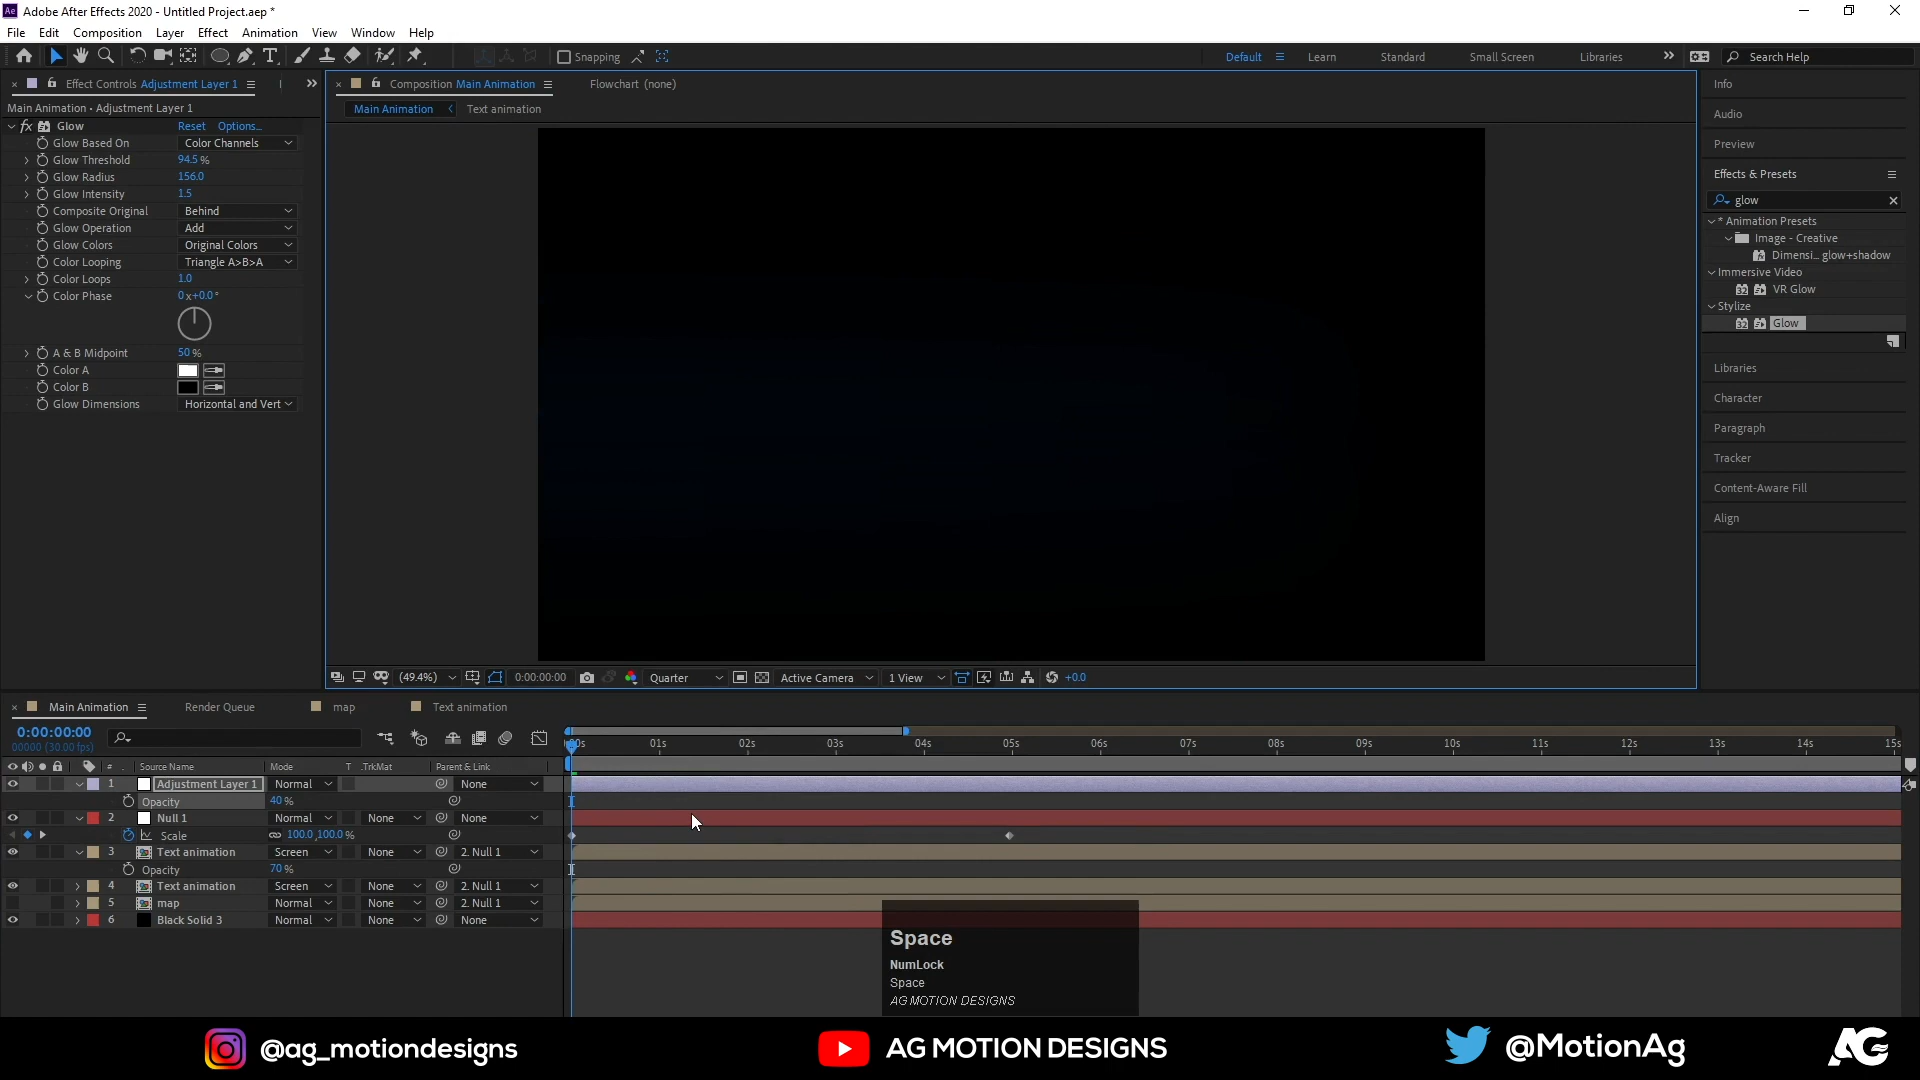 Ae Adobe After Effects 2020 - Untitled Project.aep *
File Edit Composition Layer Effect Animation View Window Help
Snapping
Default Learn Standard Small Screen Libraries Search Help
Effect Controls Adjustment Layer 1
Composition Main Animation Flowchart (none)
Main Animation • Adjustment Layer 1
Main Animation Text animation
fx Glow Reset Options...
Glow Based On Color Channels
Glow Threshold 94.5 %
Glow Radius 156.0
Glow Intensity 1.5
Composite Original Behind
Glow Operation Add
Glow Colors Original Colors
Color Looping Triangle A>B>A
Color Loops 1.0
Color Phase 0x+0.0°
A & B Midpoint 50 %
Color A
Color B
Glow Dimensions Horizontal and Vert
Info
Audio
Preview
Effects & Presets
glow
* Animation Presets
Image - Creative
Dimensi... glow+shadow
Immersive Video
32 VR Glow
Stylize
32 Glow
Libraries
Character
Paragraph
Tracker
Content-Aware Fill
Align
(49.4%) 0:00:00:00 Quarter Active Camera 1 View +0.0
Main Animation Render Queue map Text animation
0:00:00:00
00000 (30.00 fps)
:00s 01s 02s 03s 04s 05s 06s 07s 08s 09s 10s 11s 12s 13s 14s 15s
# Source Name Mode T .TrkMat Parent & Link
1 Adjustment Layer 1 Normal None
Opacity 40 %
2 Null 1 Normal None None
Scale 100.0,100.0 %
3 Text animation Screen None 2. Null 1
Opacity 70 %
4 Text animation Screen None 2. Null 1
5 map Normal None 2. Null 1
6 Black Solid 3 Normal None None
Space
NumLock
Space
AG MOTION DESIGNS
@ag_motiondesigns AG MOTION DESIGNS @MotionAg AG